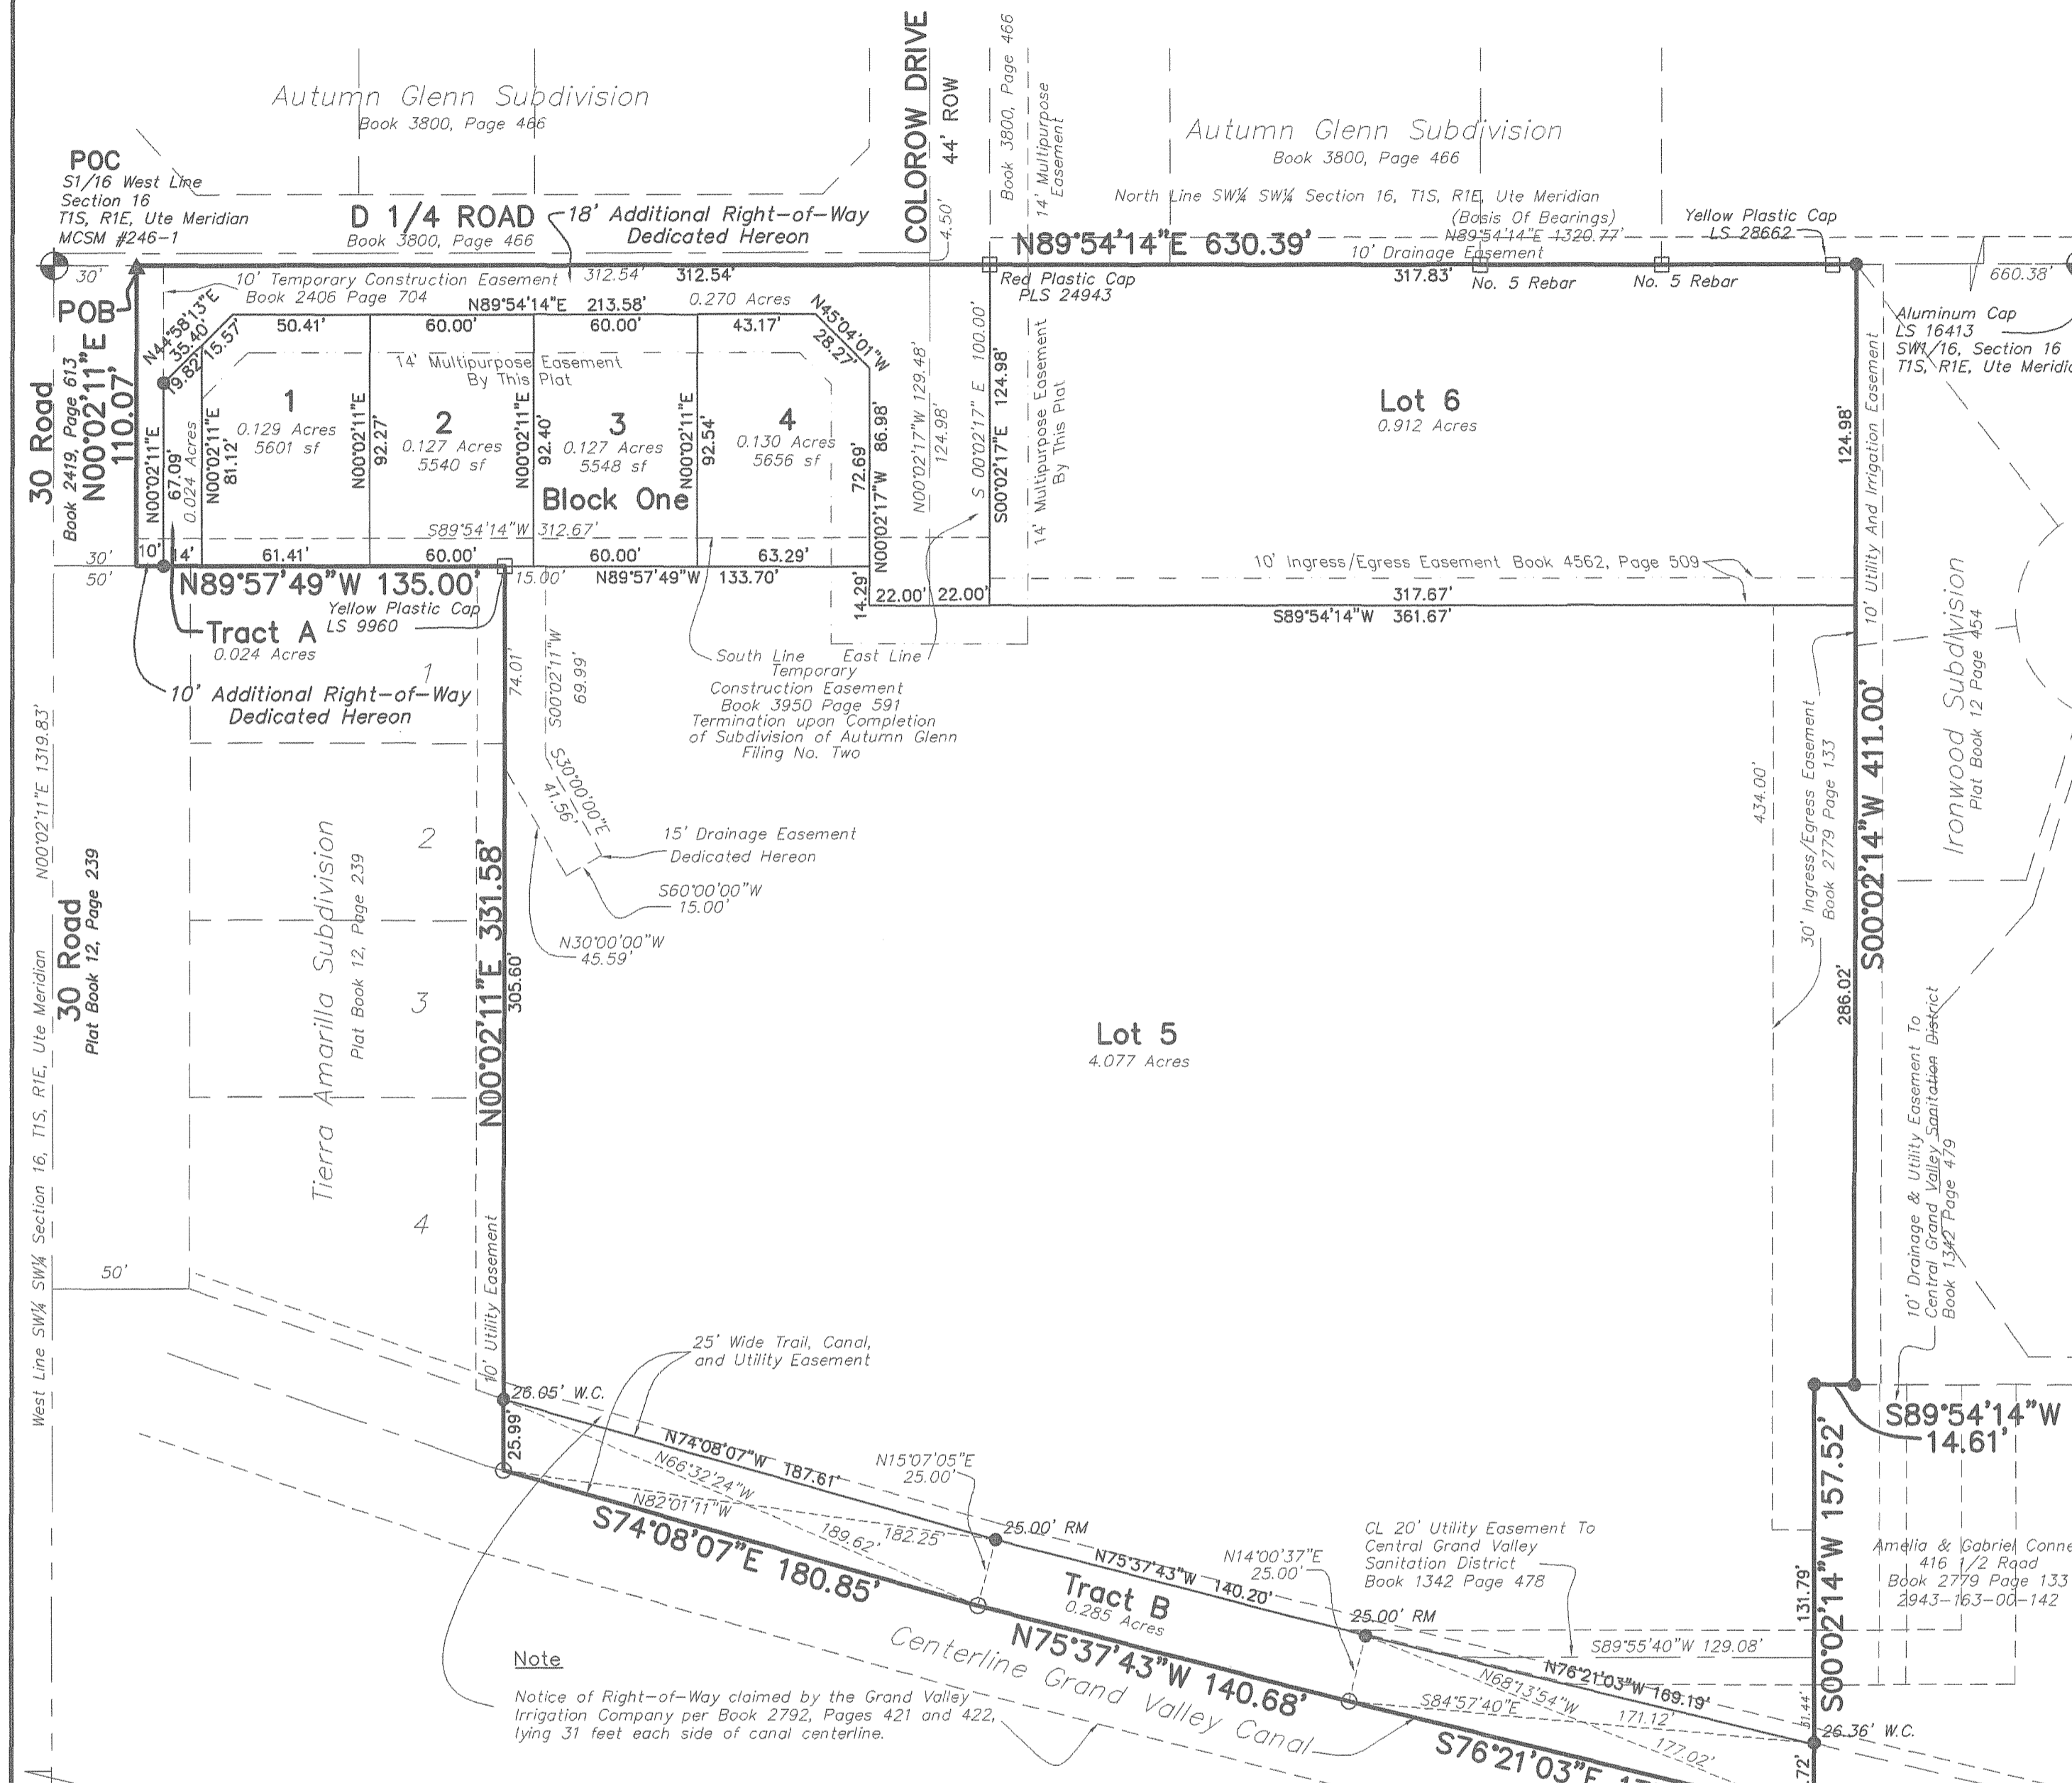 Autumn Glenn Subdivision
Book 3800, Page 466
COLOROW DRIVE
44' ROW
Book 3800, Page 466
14' Multipurpose
Easement
Autumn Glenn Subdivision
Book 3800, Page 466
POC
S1/16 West Line
Section 16
T1S, R1E, Ute Meridian
MCSM #246-1
D 1/4 ROAD
Book 3800, Page 466
18' Additional Right-of-Way
Dedicated Hereon
4.50'
North Line SW¼ SW¼ Section 16, T1S, R1E, Ute Meridian
(Basis Of Bearings)
N89°54'14"E 1320.77'
N89°54'14"E 630.39'
10' Drainage Easement
Yellow Plastic Cap
LS 28662
30'
10' Temporary Construction Easement
Book 2406 Page 704
312.54'
312.54'
Red Plastic Cap
PLS 24943
317.83'
No. 5 Rebar
No. 5 Rebar
660.38'
POB
N89°54'14"E 213.58'
0.270 Acres
Aluminum Cap
LS 16413
SW1/16, Section 16
T1S, R1E, Ute Meridia
N44°58'13"E
35.40'
15.57'
19.82'
50.41'
60.00'
60.00'
43.17'
N45°04'01"W
28.27'
14' Multipurpose Easement
By This Plat
30 Road
Book 2419, Page 613
N00°02'11"E
110.07'
N00°02'11"E
67.09'
0.024 Acres
N00°02'11"E
81.12'
1
0.129 Acres
5601 sf
N00°02'11"E
92.27'
2
0.127 Acres
5540 sf
N00°02'11"E
92.40'
3
0.127 Acres
5548 sf
N00°02'11"E
92.54'
4
0.130 Acres
5656 sf
72.69'
N00°02'17"W 86.98'
N00°02'17"W 129.48'
124.98'
S 00°02'17" E 100.00'
S00°02'17"E 124.98'
14' Multipurpose Easement
By This Plat
Lot 6
0.912 Acres
124.98'
10' Utility And Irrigation Easement
Block One
S89°54'14"W 312.67'
30'
50'
10'
14'
61.41'
60.00'
60.00'
63.29'
N89°57'49"W 135.00'
15.00'
N89°57'49"W 133.70'
14.29'
22.00'
22.00'
10' Ingress/Egress Easement Book 4562, Page 509
317.67'
S89°54'14"W 361.67'
Yellow Plastic Cap
LS 9960
Tract A
0.024 Acres
10' Additional Right-of-Way
Dedicated Hereon
74.01'
S00°02'11"W
69.99'
South Line
East Line
Temporary
Construction Easement
Book 3950 Page 591
Termination upon Completion
of Subdivision of Autumn Glenn
Filing No. Two
S30°00'00"E
41.56'
15' Drainage Easement
Dedicated Hereon
S60°00'00"W
15.00'
N30°00'00"W
45.59'
1
2
3
4
Tierra Amarilla Subdivision
Plat Book 12, Page 239
30 Road
Plat Book 12, Page 239
West Line SW¼ SW¼ Section 16, T1S, R1E, Ute Meridian N00°02'11"E 1319.83'
50'
N00°02'11"E 331.58'
305.60'
10' Utility Easement
Lot 5
4.077 Acres
434.00'
30' Ingress/Egress Easement
Book 2779 Page 133
S00°02'14"W 411.00'
286.02'
Ironwood Subdivision
Plat Book 12 Page 454
10' Drainage & Utility Easement To
Central Grand Valley Sanitation District
Book 1342 Page 479
25' Wide Trail, Canal,
and Utility Easement
26.05' W.C.
25.99'
N74°08'07"W 187.61'
N66°32'24"W
189.62'
N82°01'11"W
182.25
S74°08'07"E 180.85'
N15°07'05"E
25.00'
25.00' RM
N75°37'43"W 140.20'
Tract B
0.285 Acres
N75°37'43"W 140.68'
Centerline Grand Valley Canal
N14°00'37"E
25.00'
25.00' RM
CL 20' Utility Easement To
Central Grand Valley
Sanitation District
Book 1342 Page 478
S89°54'14"W
14.61'
S00°02'14"W 157.52'
131.79'
Amelia & Gabriel Conne
416 1/2 Road
Book 2779 Page 133
2943-163-00-142
S89°55'40"W 129.08'
N76°21'03"W 169.19'
N68°13'54"W
177.02'
S84°57'40"E
171.12'
31.44'
26.36' W.C.
.72'
S76°21'03"E
Note
Notice of Right-of-Way claimed by the Grand Valley
Irrigation Company per Book 2792, Pages 421 and 422,
lying 31 feet each side of canal centerline.